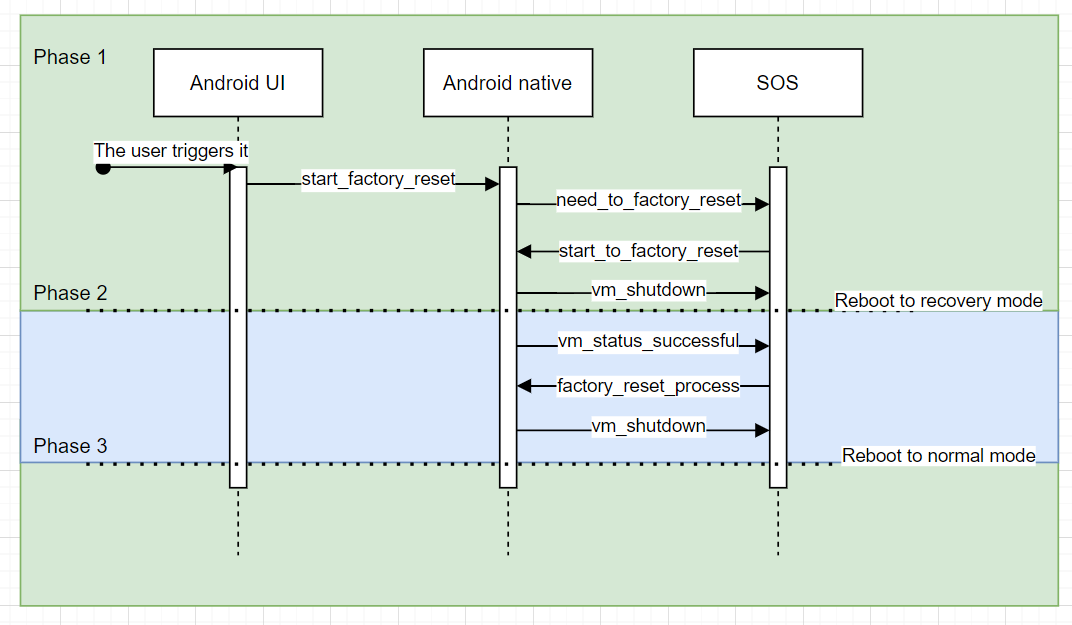 Phase 1
Android UI
Android native
SOS
The user triggers it
start_factory_reset
need_to_factory_reset
start_to_factory_reset
vm_shutdown
Phase 2
Reboot to recovery mode
vm_status_successful
factory_reset_process
vm_shutdown
Phase 3
Reboot to normal mode